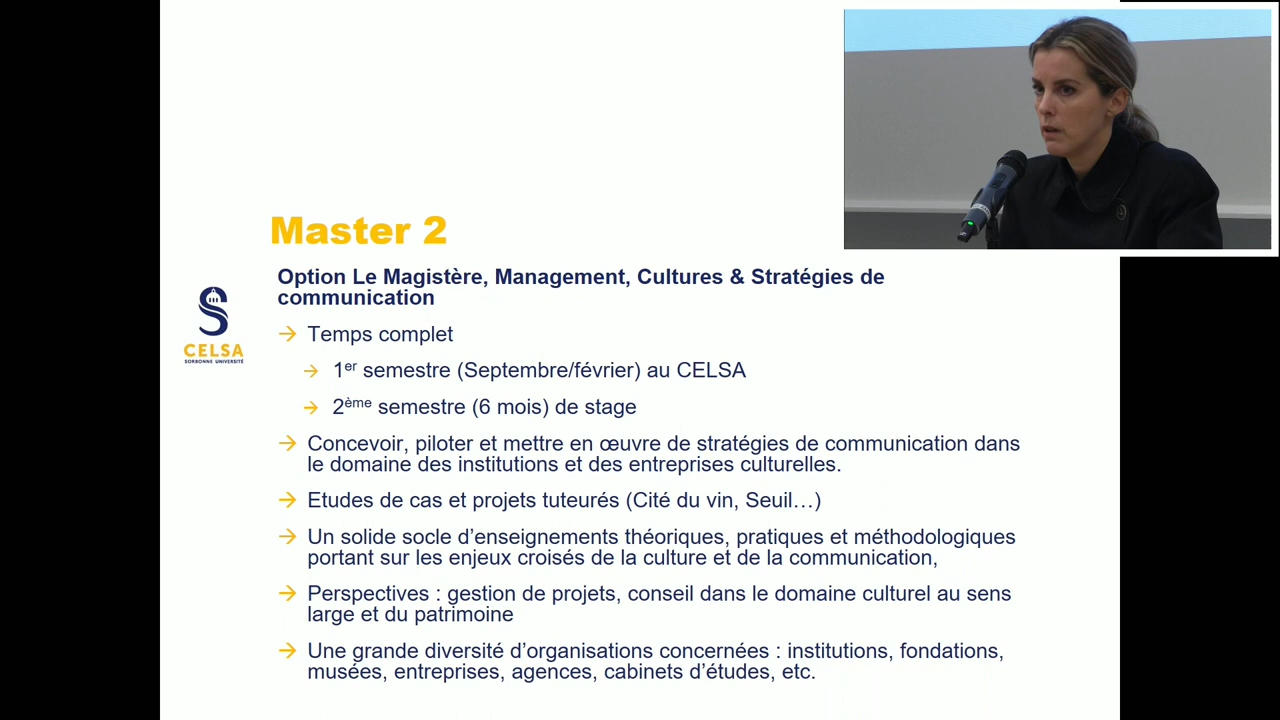 Master 2
Option Le Magistère, Management, Cultures & Stratégies de
communication
CELSA
SORBONNE UNIVERSITÉ
→ Temps complet
→ 1er semestre (Septembre/février) au CELSA
→ 2ème semestre (6 mois) de stage
→ Concevoir, piloter et mettre en œuvre de stratégies de communication dans
le domaine des institutions et des entreprises culturelles.
→ Etudes de cas et projets tuteurés (Cité du vin, Seuil…)
→ Un solide socle d’enseignements théoriques, pratiques et méthodologiques
portant sur les enjeux croisés de la culture et de la communication,
→ Perspectives : gestion de projets, conseil dans le domaine culturel au sens
large et du patrimoine
→ Une grande diversité d’organisations concernées : institutions, fondations,
musées, entreprises, agences, cabinets d’études, etc.